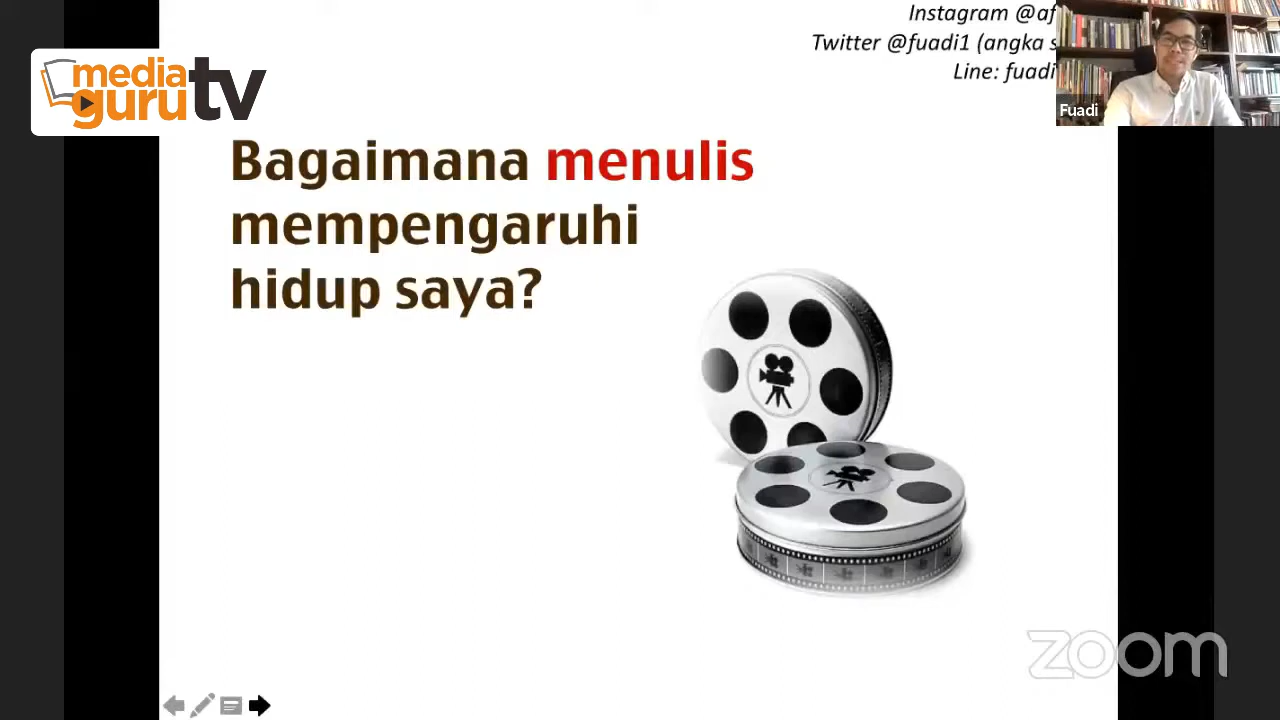 Instagram @af
Twitter @fuadi1 (angka s
Line: fuadi
Fuadi
media
guru tv
Bagaimana menulis
mempengaruhi
hidup saya?
zoom